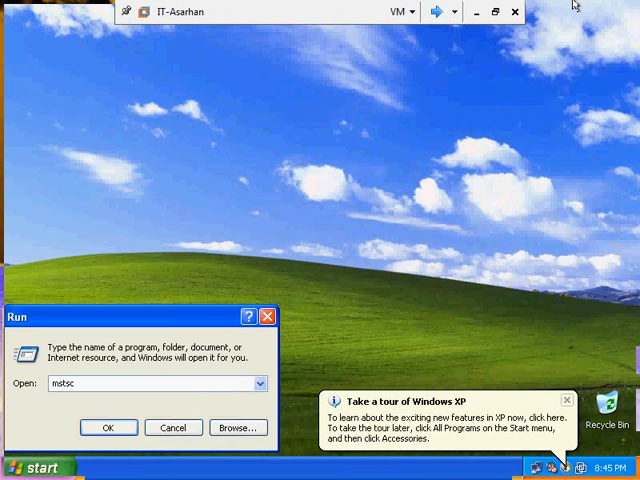 IT-Asarhan
VM
Run
Type the name of a program, folder, document, or
Internet resource, and Windows will open it for you.
Open:
mstsc
OK
Cancel
Browse...
Take a tour of Windows XP
To learn about the exciting new features in XP now, click here.
To take the tour later, click All Programs on the Start menu,
and then click Accessories.
Recycle Bin
start
8:45 PM